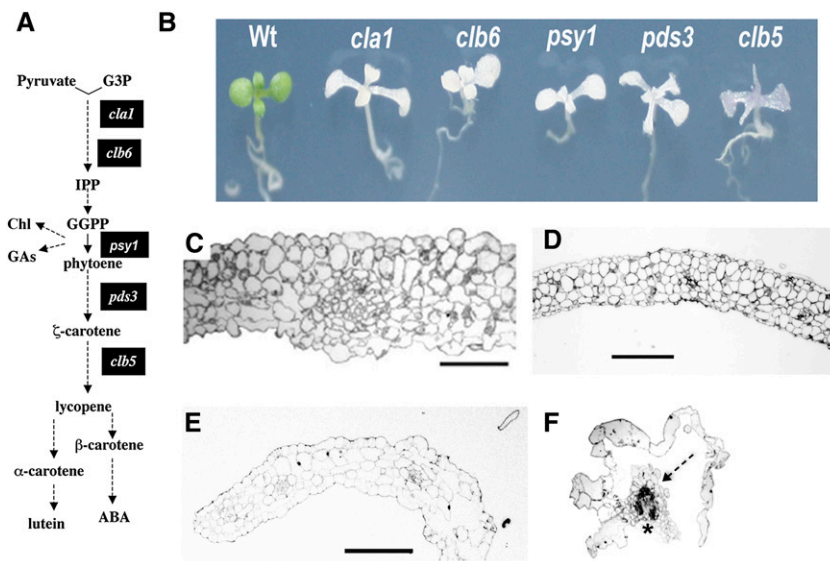 A
Pyruvate G3P
cla1
clb6
IPP
GGPP
Chl
GAs
psy1
phytoene
pds3
ζ-carotene
clb5
lycopene
β-carotene
α-carotene
lutein
ABA
B
Wt cla1 clb6 psy1 pds3 clb5
C
D
E
F
*